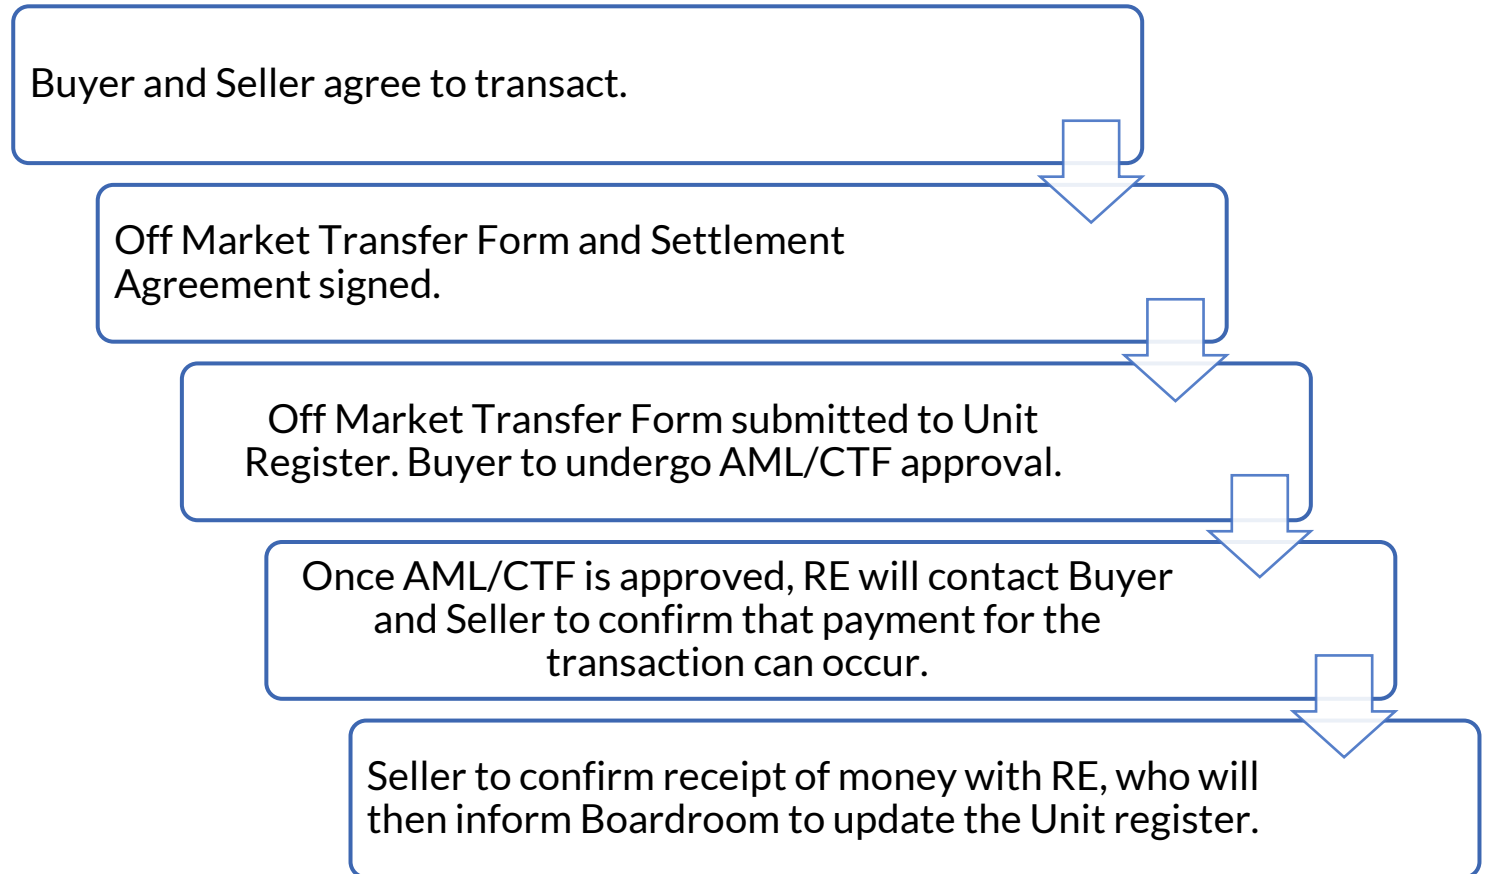 Buyer and Seller agree to transact.
Off Market Transfer Form and Settlement
Agreement signed.
Off Market Transfer Form submitted to Unit
Register. Buyer to undergo AML/CTF approval.
Once AML/CTF is approved, RE will contact Buyer
and Seller to confirm that payment for the
transaction can occur.
Seller to confirm receipt of money with RE, who will
then inform Boardroom to update the Unit register.